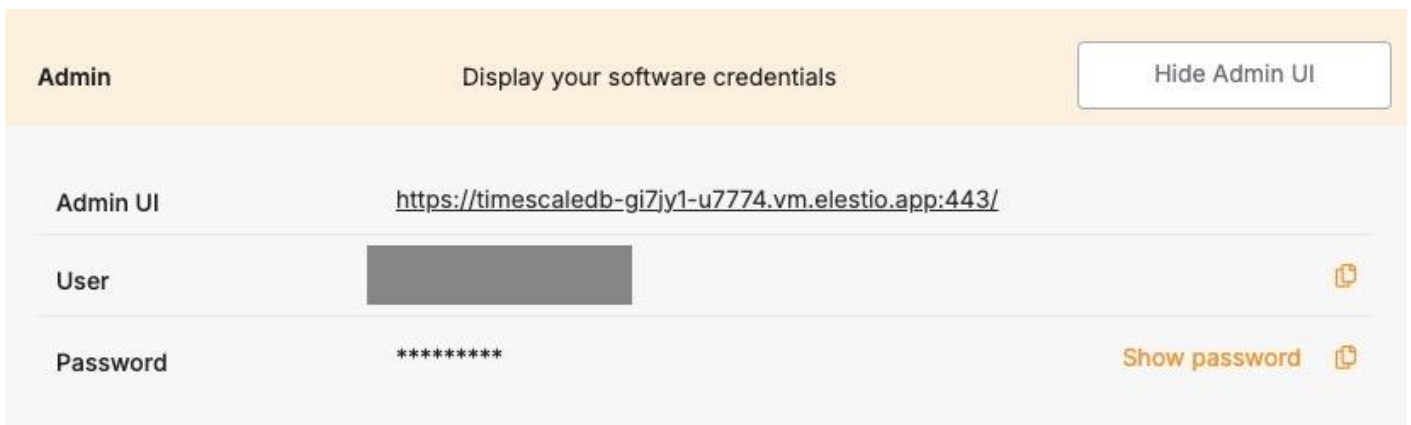 Admin Display your software credentials Hide Admin UI
Admin UI https://timescaledb-gi7jy1-u7774.vm.elestio.app:443/
User
Password ********* Show password